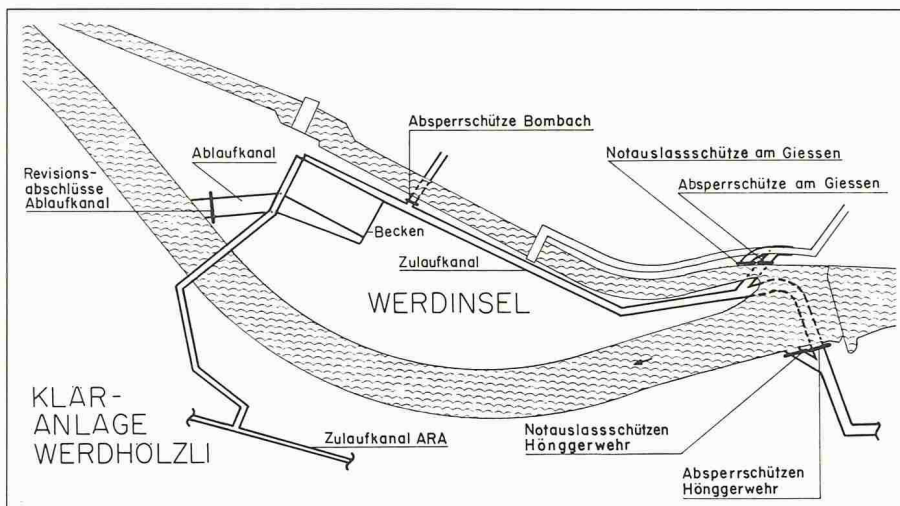 Absperrschütze Bombach
Notauslassschütze am Giessen
Ablaufkanal
Absperrschütze am Giessen
Revisions-
abschlüsse
Ablaufkanal
Becken
Zulaufkanal
WERDINSEL
KLÄR-
ANLAGE
WERDHÖLZLI
Zulaufkanal ARA
Notauslassschützen
Hönggerwehr
Absperrschützen
Hönggerwehr